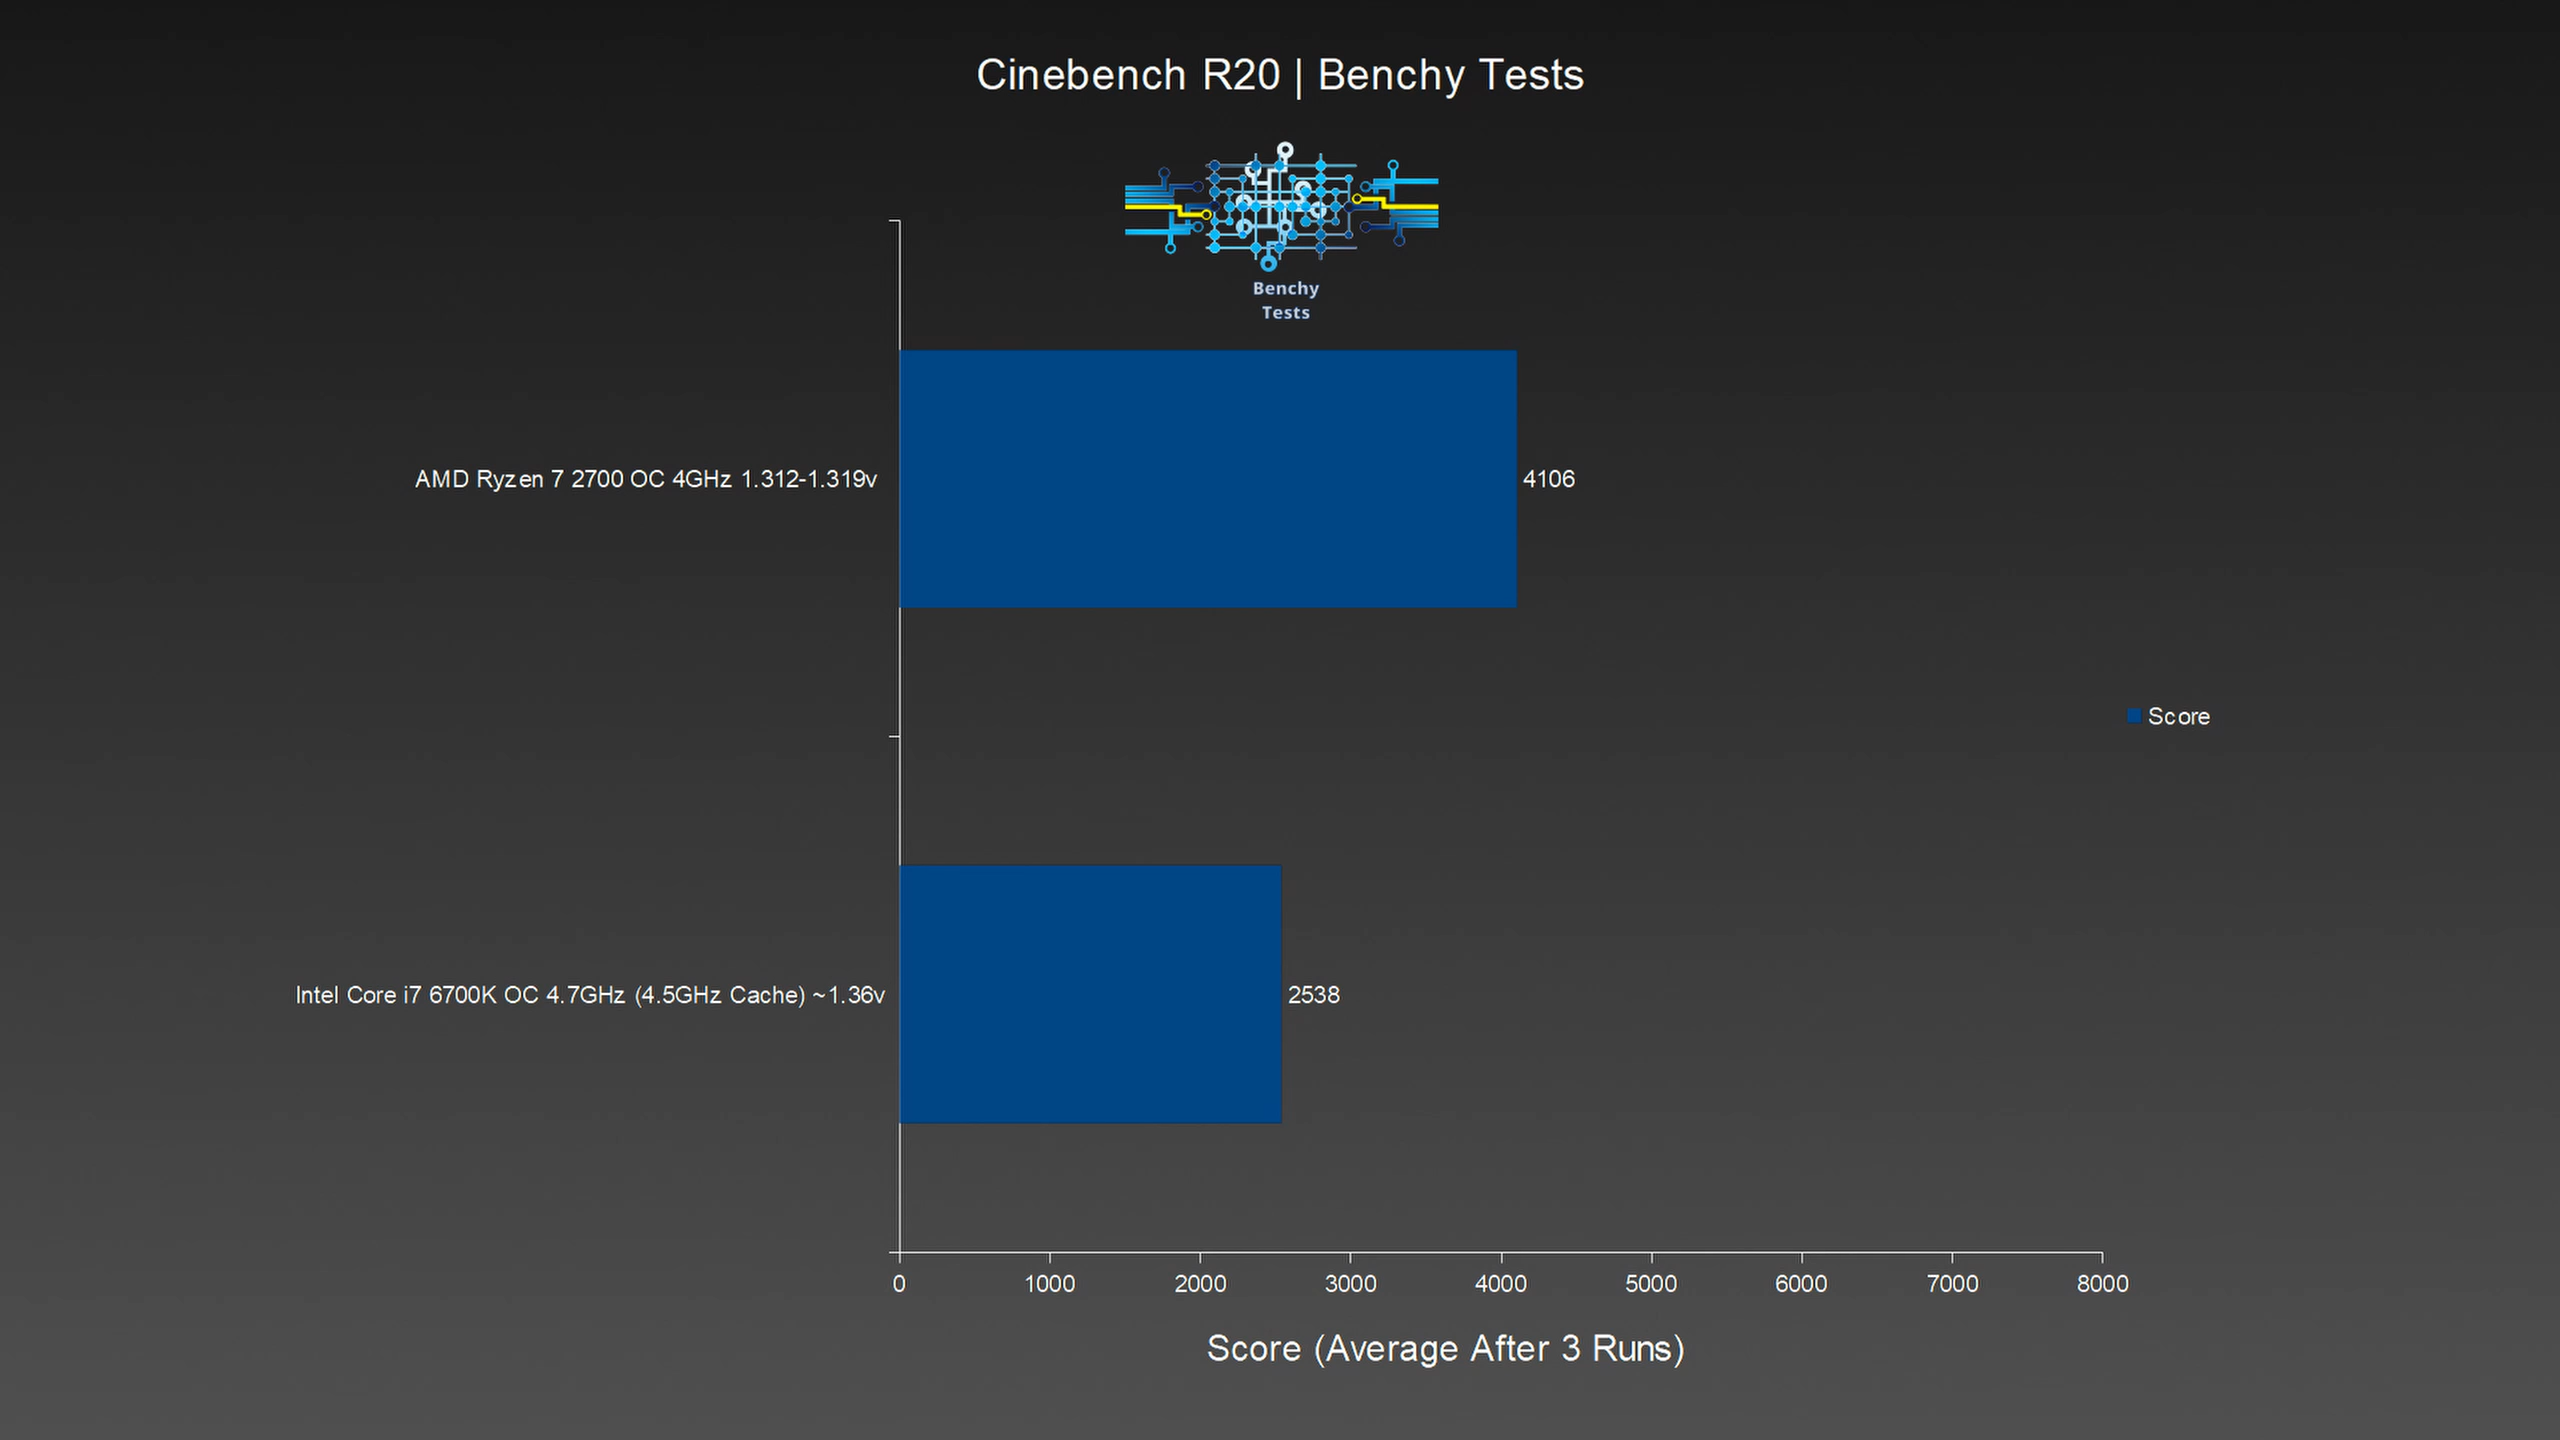 Cinebench R20 | Benchy Tests
Benchy
Tests
AMD Ryzen 7 2700 OC 4GHz 1.312-1.319v
4106
Score
Intel Core i7 6700K OC 4.7GHz (4.5GHz Cache) ~1.36v
2538
0 1000 2000 3000 4000 5000 6000 7000 8000
Score (Average After 3 Runs)